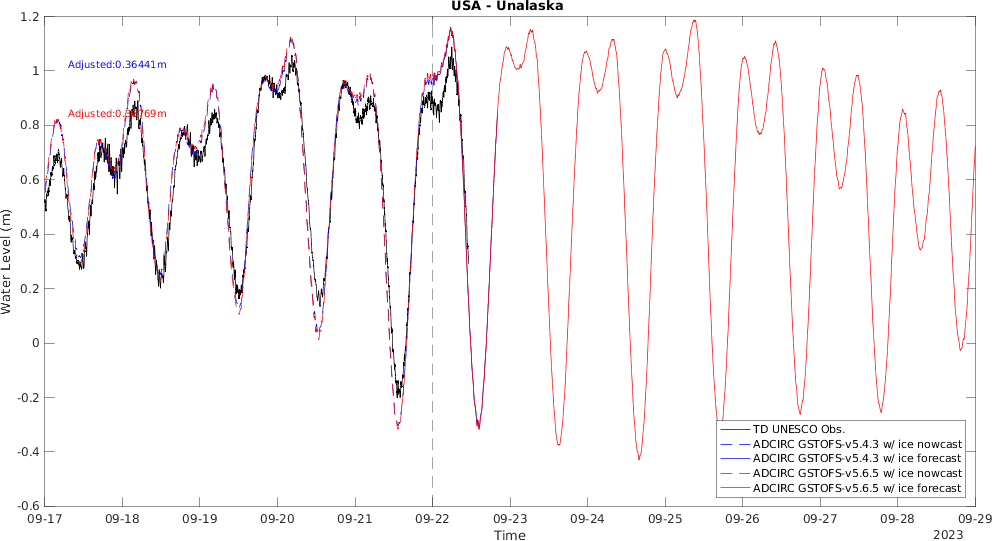 USA - Unalaska
Adjusted:0.36441m
Water Level (m)
1.2
1
0.8
0.6
0.4
0.2
0
-0.2
-0.4
-0.6
TD UNESCO Obs.
ADCIRC GSTOFS-v5.4.3 w/ ice nowcast
ADCIRC GSTOFS-v5.4.3 w/ ice forecast
ADCIRC GSTOFS-v5.6.5 w/ ice nowcast
ADCIRC GSTOFS-v5.6.5 w/ ice forecast
09-17 09-18 09-19 09-20 09-21 09-22 09-23 09-24 09-25 09-26 09-27 09-28 09-29
Time
2023